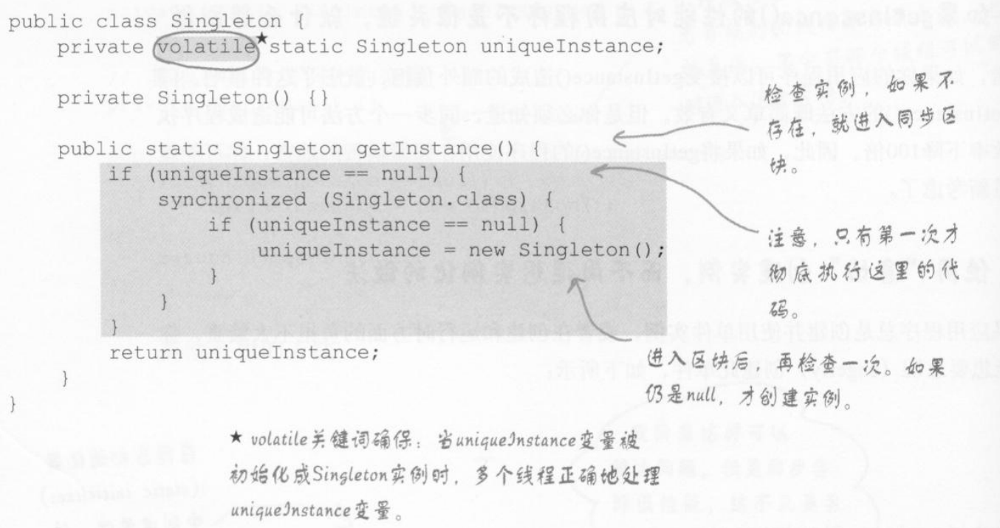 public class Singleton {
private volatile★ static Singleton uniqueInstance;
private Singleton() {}
public static Singleton getInstance() {
if (uniqueInstance == null) {
synchronized (Singleton.class) {
if (uniqueInstance == null) {
uniqueInstance = new Singleton();
}
}
}
return uniqueInstance;
}
}
检查实例，如果不
存在，就进入同步区
块。
注意，只有第一次才
彻底执行这里的代
码。
进入区块后，再检查一次。如果
仍是null，才创建实例。
★ volatile关键词确保：当uniqueInstance变量被
初始化成Singleton实例时，多个线程正确地处理
uniqueInstance变量。